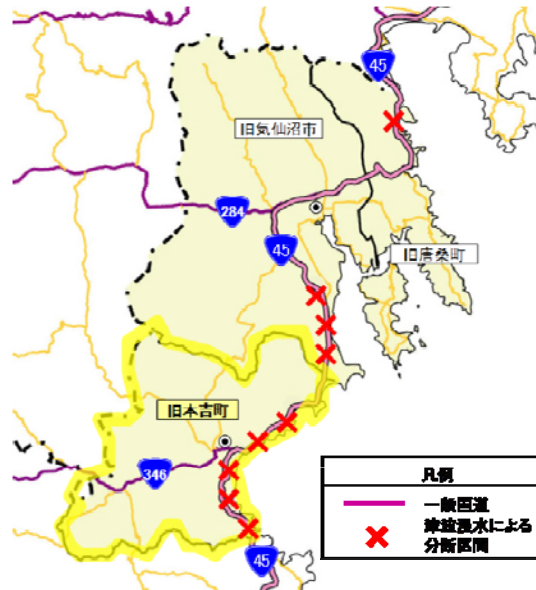 45
旧気仙沼市
284
45
旧唐桑町
旧本吉町
346
凡例
一般国道
津波浸水による
分断区間
45